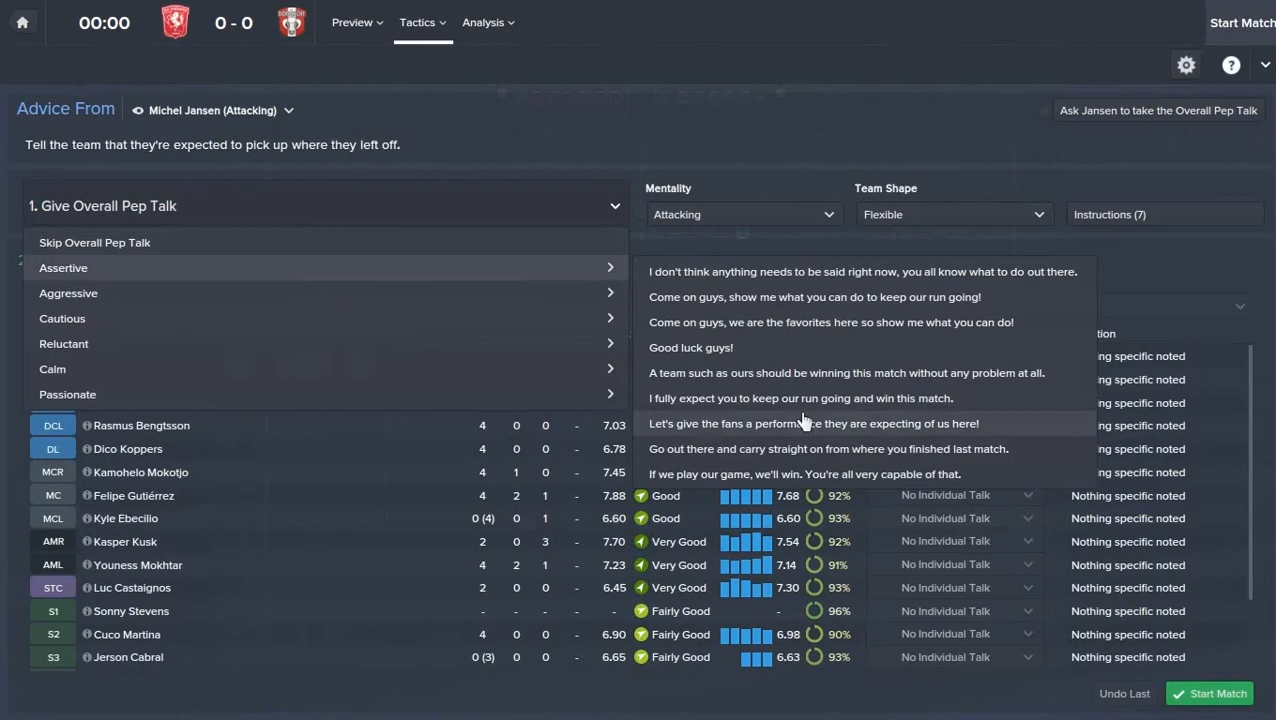 00:00 0 - 0 Preview Tactics Analysis Start Match
?
Advice From Michel Jansen (Attacking) Ask Jansen to take the Overall Pep Talk
Tell the team that they're expected to pick up where they left off.
Mentality Team Shape
1. Give Overall Pep Talk Attacking Flexible Instructions (7)
Skip Overall Pep Talk
Assertive
Aggressive
Cautious
Reluctant
Calm
Passionate
I don't think anything needs to be said right now, you all know what to do out there.
Come on guys, show me what you can do to keep our run going!
Come on guys, we are the favorites here so show me what you can do!
Good luck guys!
A team such as ours should be winning this match without any problem at all.
I fully expect you to keep our run going and win this match.
Let's give the fans a performance they are expecting of us here!
Go out there and carry straight on from where you finished last match.
If we play our game, we'll win. You're all very capable of that.
Nothing specific noted
Nothing specific noted
Nothing specific noted
DCL Rasmus Bengtsson 4 0 0 - 7.03 Nothing specific noted
DL Dico Koppers 4 0 0 - 6.78 Nothing specific noted
MCR Kamohelo Mokotjo 4 1 0 - 7.45 Nothing specific noted
MC Felipe Gutiérrez 4 2 1 - 7.88 Good 7.68 92% No Individual Talk Nothing specific noted
MCL Kyle Ebecilio 0 (4) 0 1 - 6.60 Good 6.60 93% No Individual Talk Nothing specific noted
AMR Kasper Kusk 2 0 3 - 7.70 Very Good 7.54 92% No Individual Talk Nothing specific noted
AML Youness Mokhtar 4 2 1 - 7.23 Very Good 7.14 91% No Individual Talk Nothing specific noted
STC Luc Castaignos 2 0 0 - 6.45 Very Good 7.30 93% No Individual Talk Nothing specific noted
S1 Sonny Stevens - - - - - Fairly Good - 96% No Individual Talk Nothing specific noted
S2 Cuco Martina 4 0 0 - 6.90 Fairly Good 6.98 90% No Individual Talk Nothing specific noted
S3 Jerson Cabral 0 (3) 0 0 - 6.65 Fairly Good 6.63 93% No Individual Talk Nothing specific noted
Undo Last Start Match